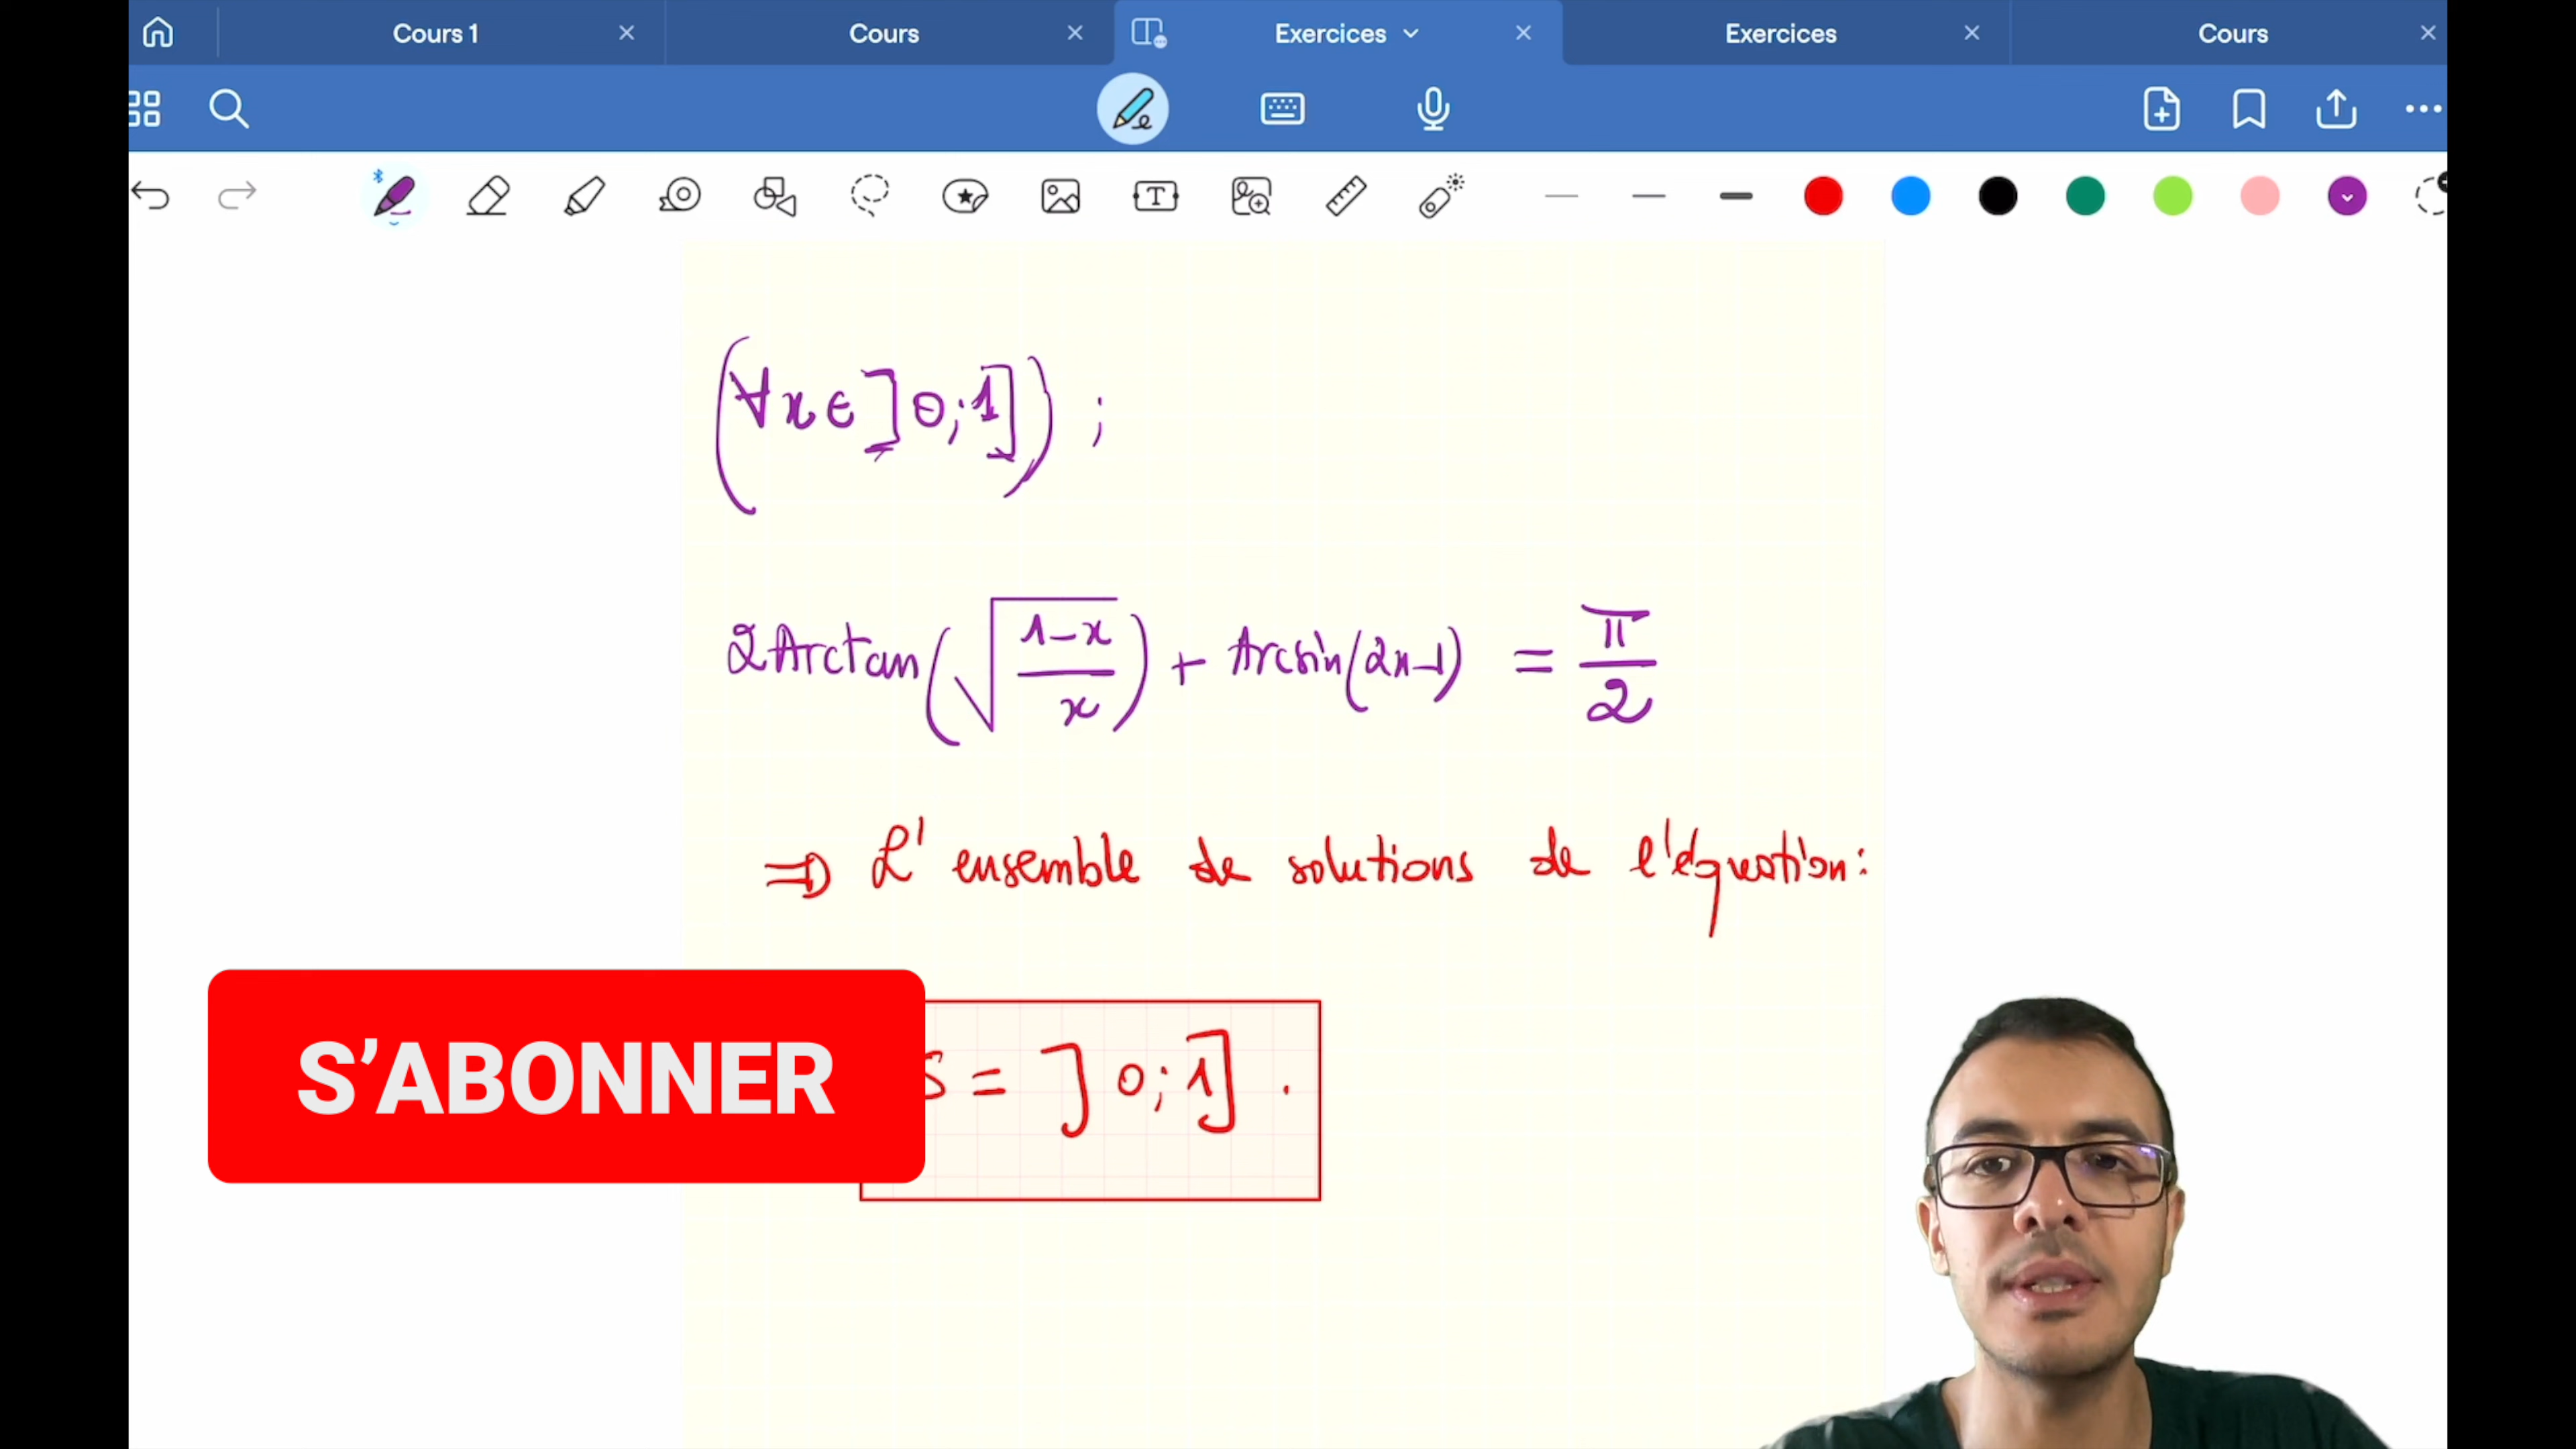 Cours 1 Cours Exercices Exercices Cours
(∀x∈]0;1]) ;
2Arctan(√((1-x)/x)) + Arcsin(2x-1) = π/2
⇒ L'ensemble de solutions de l'équation:
S = ]0;1] .
S'ABONNER